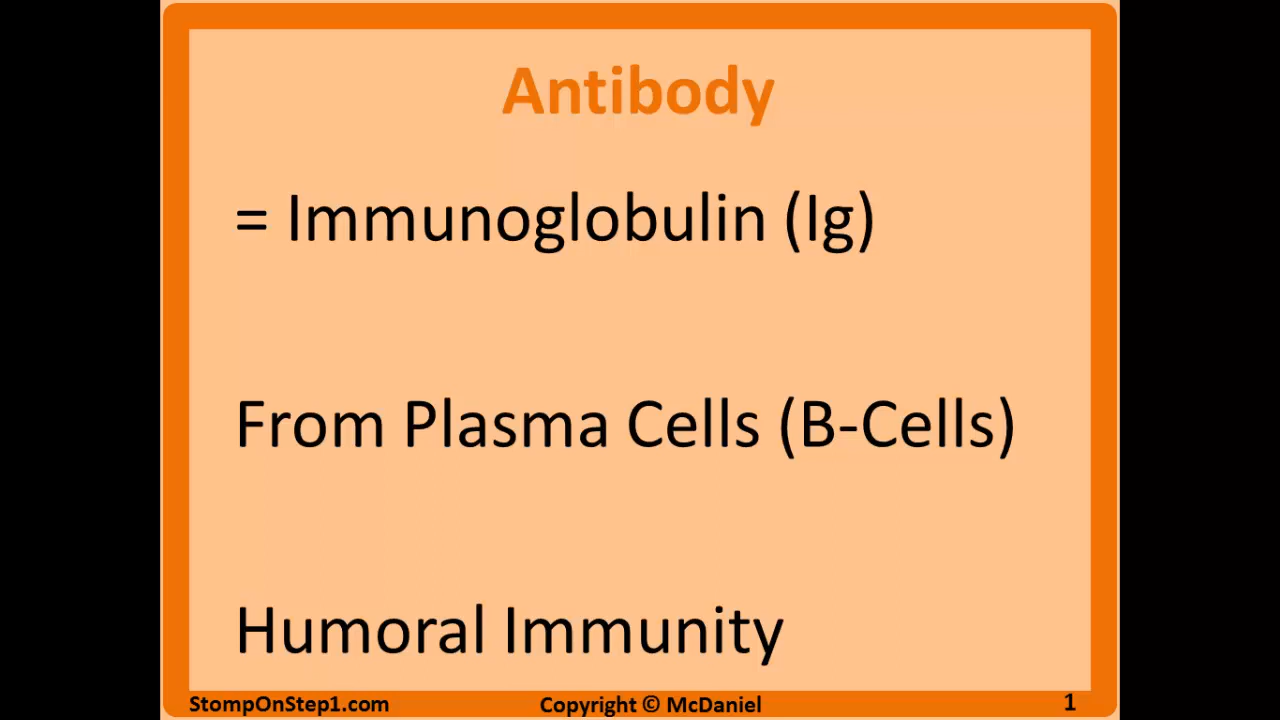 Antibody
= Immunoglobulin (Ig)
From Plasma Cells (B-Cells)
Humoral Immunity
StompOnStep1.com Copyright © McDaniel 1